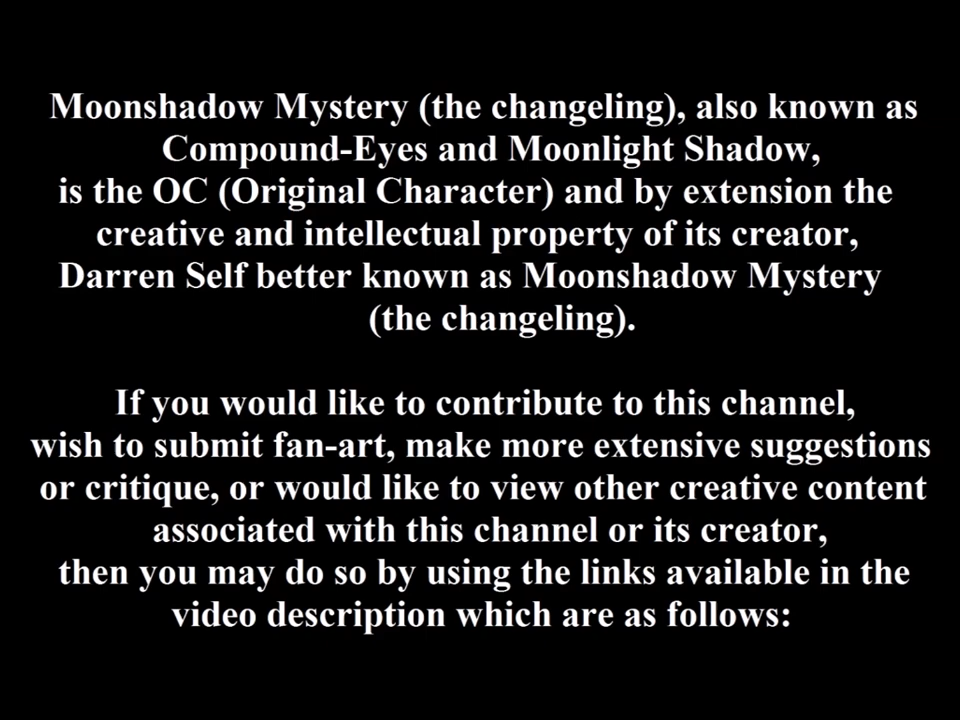 Moonshadow Mystery (the changeling), also known as
Compound-Eyes and Moonlight Shadow,
is the OC (Original Character) and by extension the
creative and intellectual property of its creator,
Darren Self better known as Moonshadow Mystery
(the changeling).
If you would like to contribute to this channel,
wish to submit fan-art, make more extensive suggestions
or critique, or would like to view other creative content
associated with this channel or its creator,
then you may do so by using the links available in the
video description which are as follows: